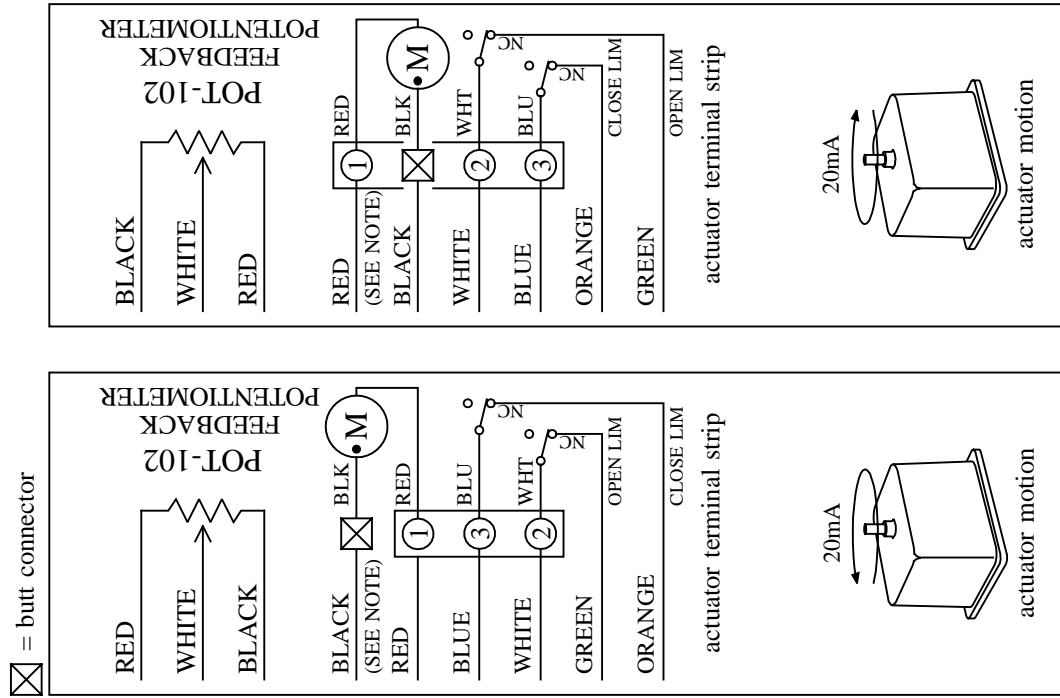 = butt connector
RED
WHITE
BLACK
POT-102
FEEDBACK
POTENTIOMETER
BLACK BLK M
(SEE NOTE)
RED 1 RED
BLUE 3 BLU
NC
WHITE 2 WHT
NC
GREEN OPEN LIM
ORANGE CLOSE LIM
actuator terminal strip
20mA
actuator motion
BLACK
WHITE
RED
POT-102
FEEDBACK
POTENTIOMETER
RED 1 RED
(SEE NOTE)
BLACK BLK M
WHITE 2 WHT
NC
BLUE 3 BLU
NC
ORANGE CLOSE LIM
GREEN OPEN LIM
actuator terminal strip
20mA
actuator motion